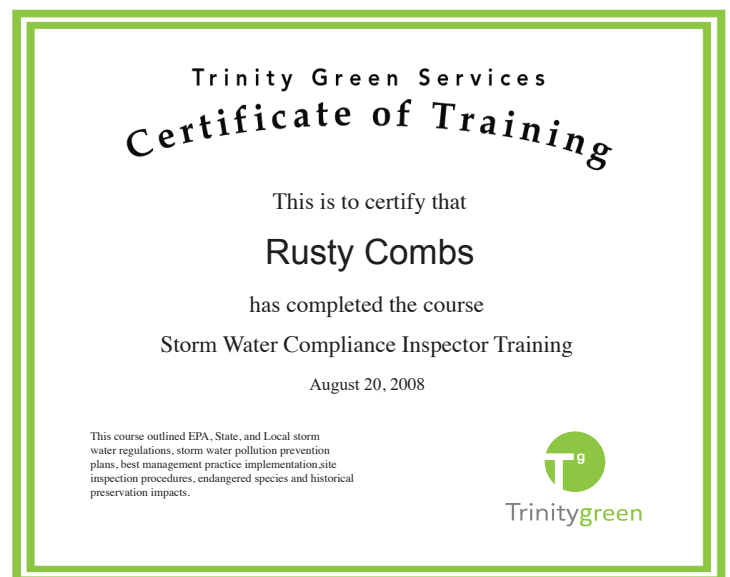 Trinity Green Services
Certificate of Training
This is to certify that
Rusty Combs
has completed the course
Storm Water Compliance Inspector Training
August 20, 2008
This course outlined EPA, State, and Local storm
water regulations, storm water pollution prevention
plans, best management practice implementation,site
inspection procedures, endangered species and historical
preservation impacts.
Tg
Trinitygreen